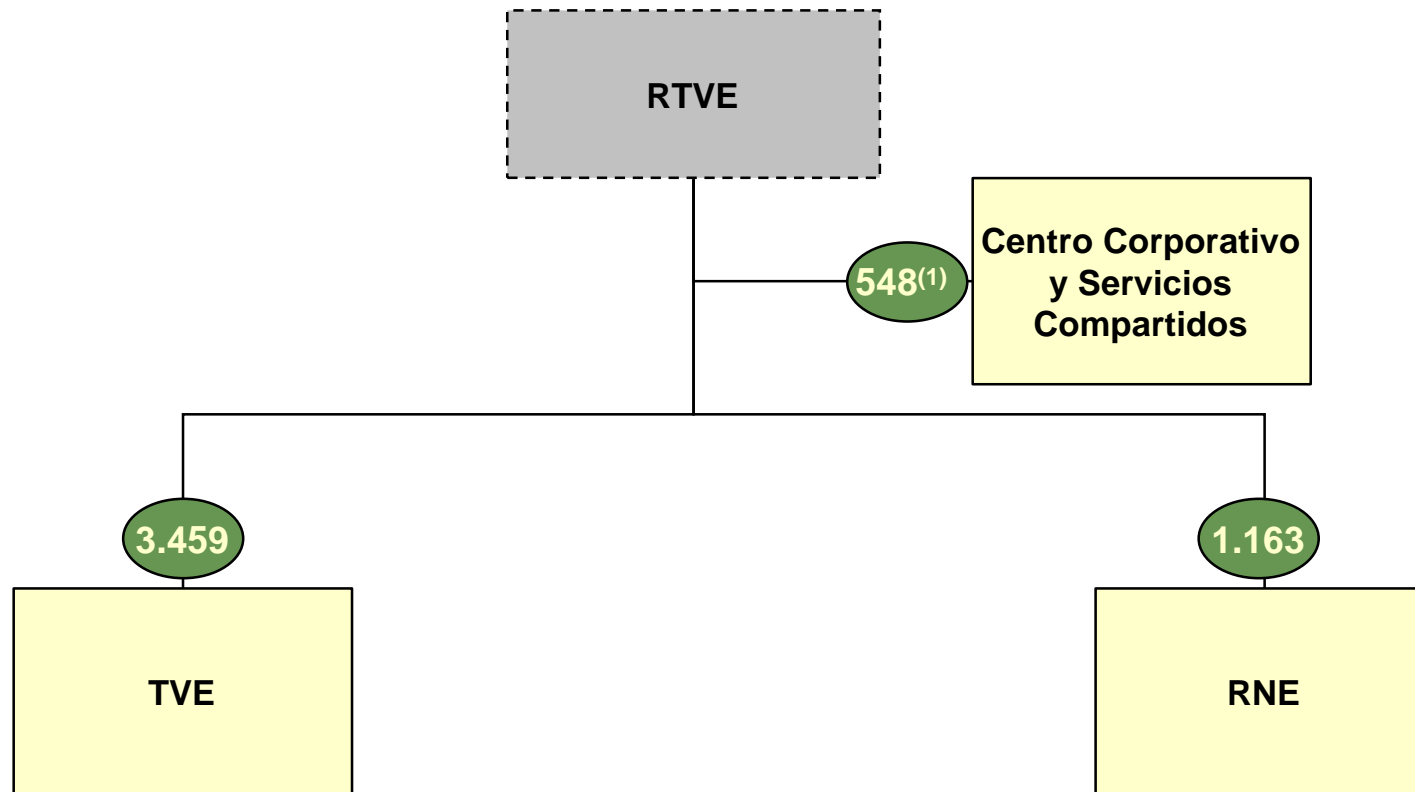 RTVE
548(1)
Centro Corporativo
y Servicios
Compartidos
3.459
1.163
TVE
RNE